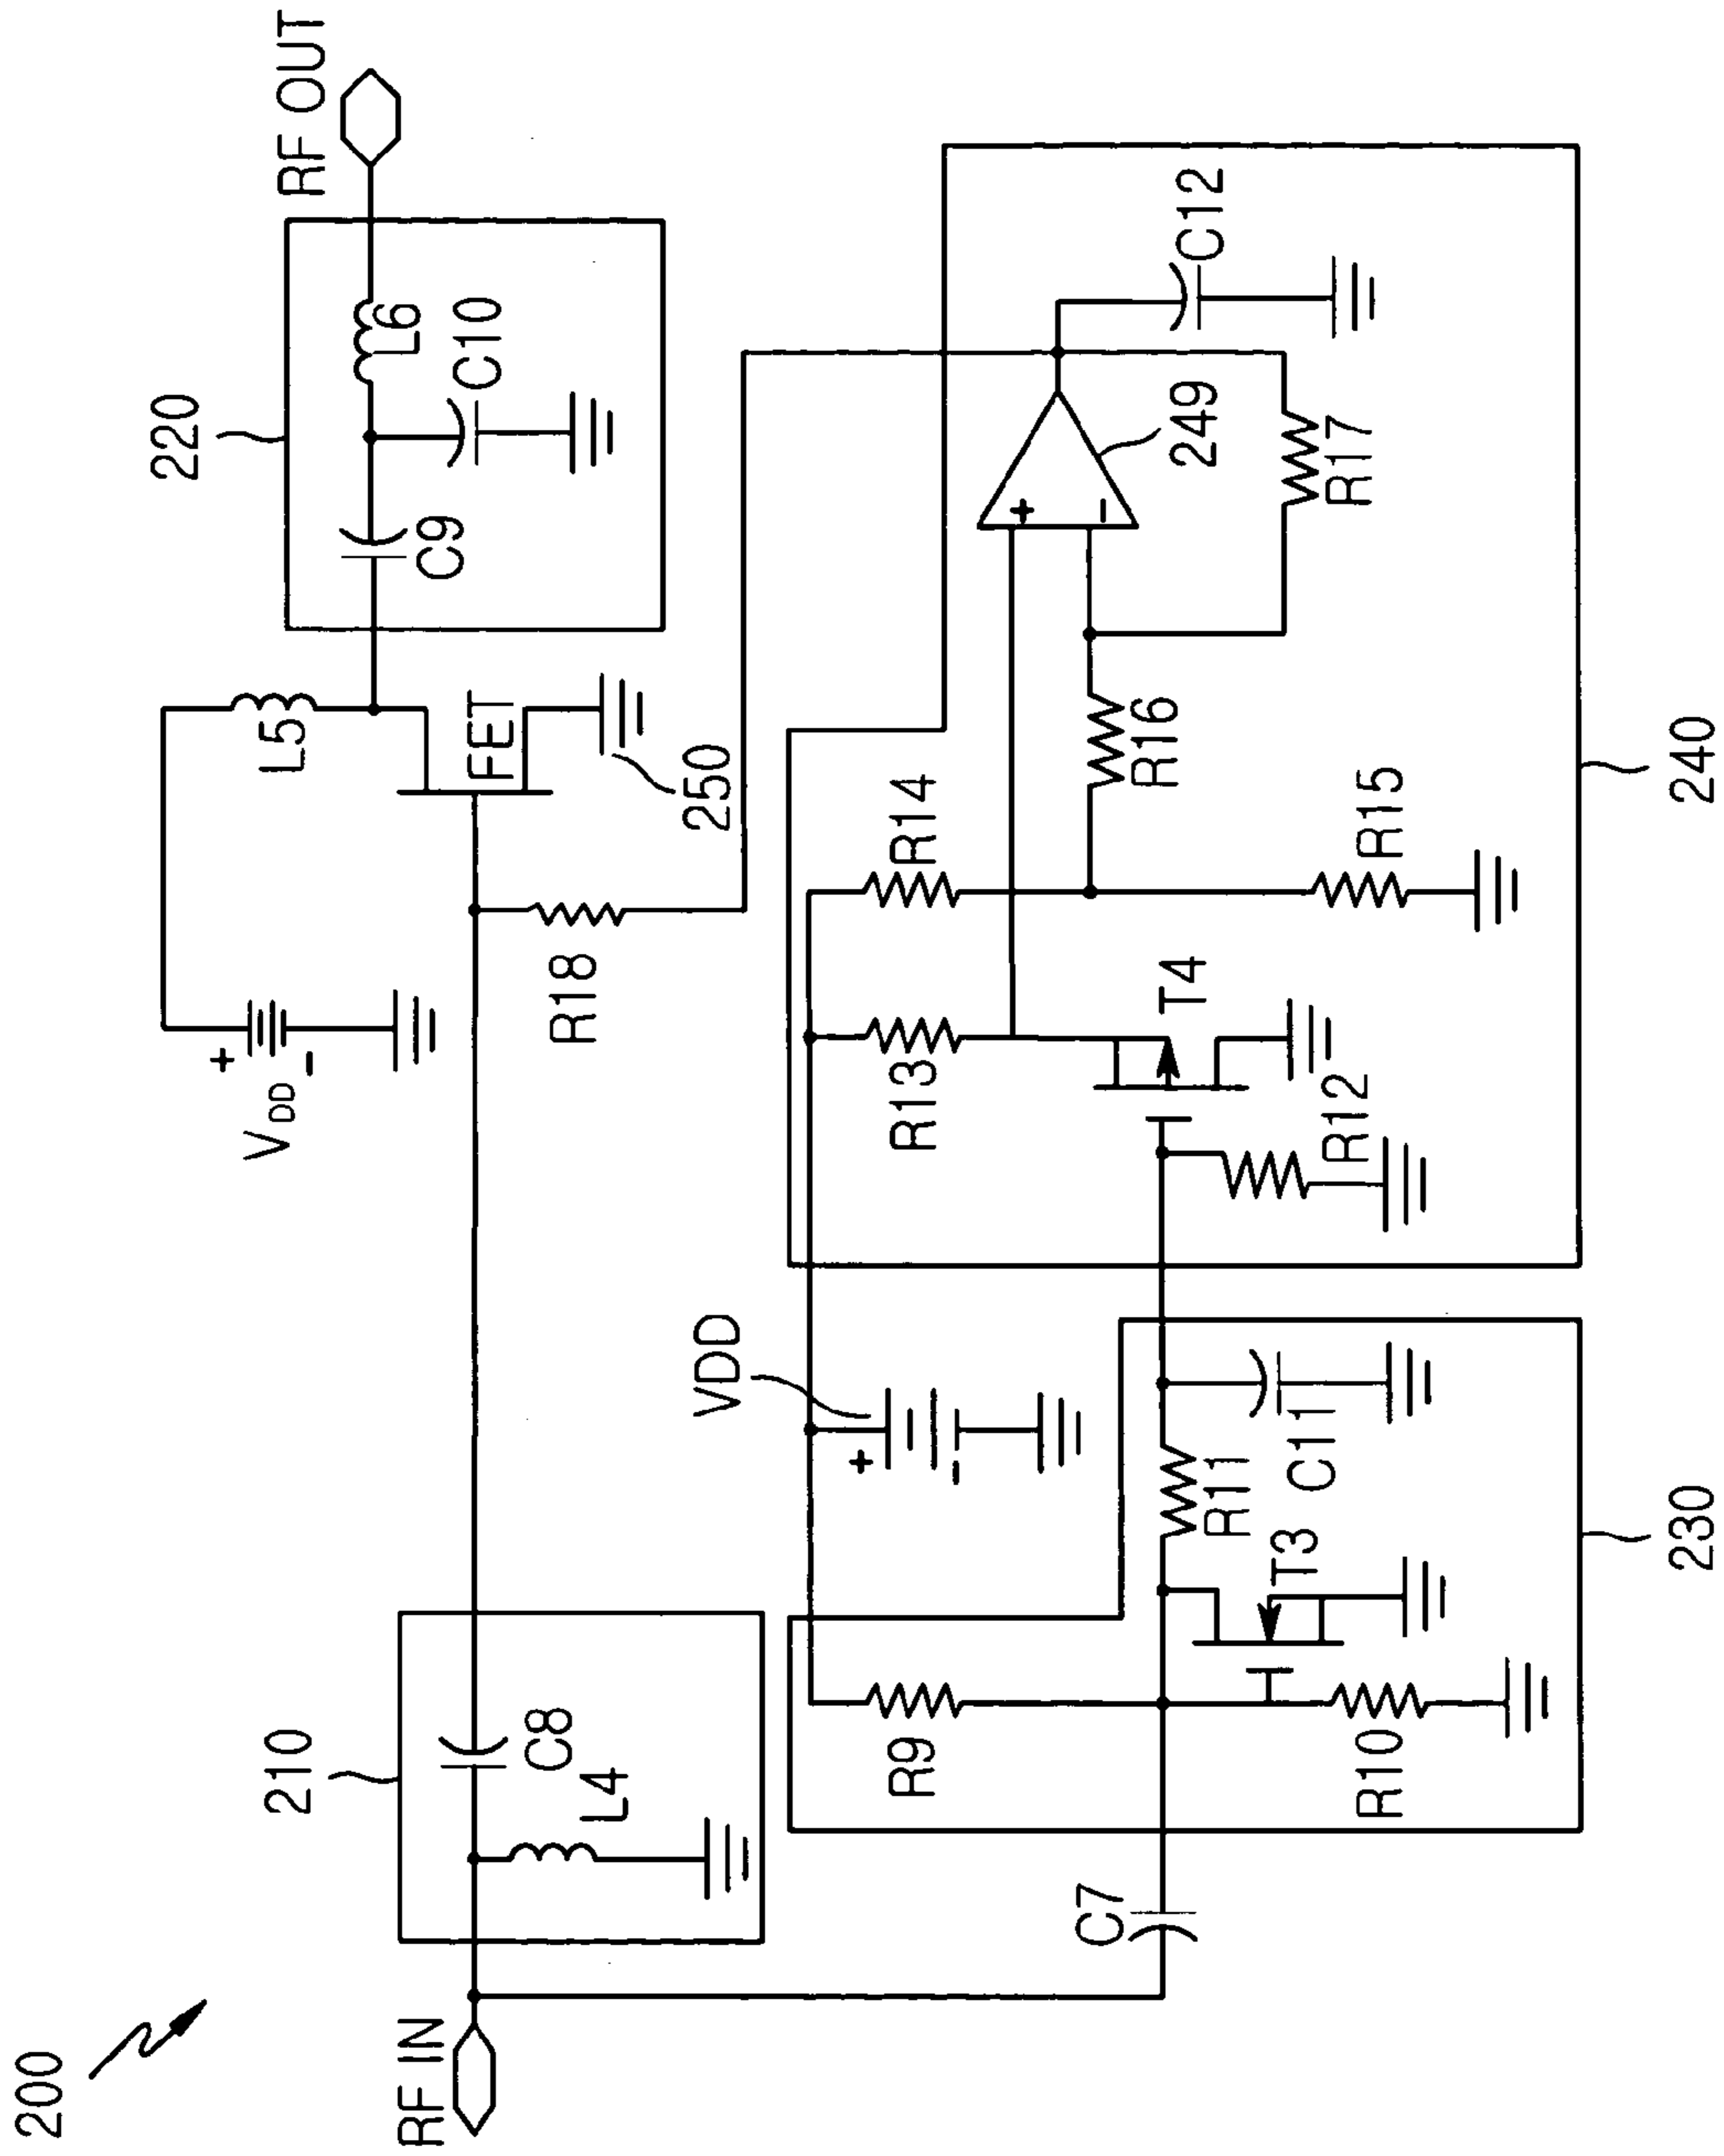 200
RF IN
210
C8
L4
VDD
+
-
L5
FET
250
R18
220
C9
L6
C10
RF OUT
C7
230
R9
R10
T3
R11
C11
VDD
+
-
240
R13
R14
T4
R12
R15
R16
+
-
249
R17
C12